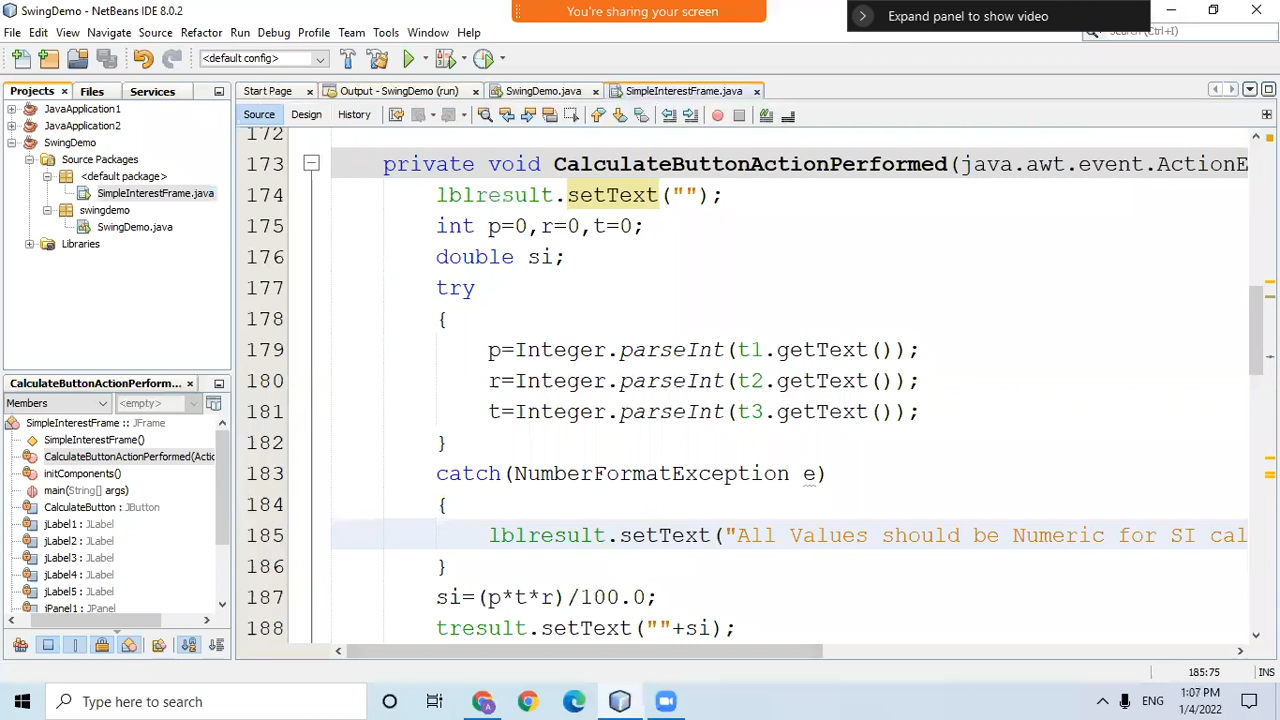 SwingDemo - NetBeans IDE 8.0.2
You're sharing your screen
Expand panel to show video
File Edit View Navigate Source Refactor Run Debug Profile Team Tools Window Help
Search (Ctrl+I)
<default config>
Projects Files Services
Start Page Output - SwingDemo (run) SwingDemo.java SimpleInterestFrame.java
Source Design History
JavaApplication1
JavaApplication2
SwingDemo
Source Packages
<default package>
SimpleInterestFrame.java
swingdemo
SwingDemo.java
Libraries
CalculateButtonActionPerform...
Members <empty>
SimpleInterestFrame :: JFrame
SimpleInterestFrame()
CalculateButtonActionPerformed(Actic
initComponents()
main(String[] args)
CalculateButton : JButton
jLabel1 : JLabel
jLabel2 : JLabel
jLabel3 : JLabel
jLabel4 : JLabel
jLabel5 : JLabel
jPanel1 : JPanel
172
173 private void CalculateButtonActionPerformed(java.awt.event.ActionE
174 lblresult.setText("");
175 int p=0,r=0,t=0;
176 double si;
177 try
178 {
179 p=Integer.parseInt(t1.getText());
180 r=Integer.parseInt(t2.getText());
181 t=Integer.parseInt(t3.getText());
182 }
183 catch(NumberFormatException e)
184 {
185 lblresult.setText("All Values should be Numeric for SI cal
186 }
187 si=(p*t*r)/100.0;
188 tresult.setText(""+si);
185:75 INS
Type here to search
ENG
1:07 PM
1/4/2022